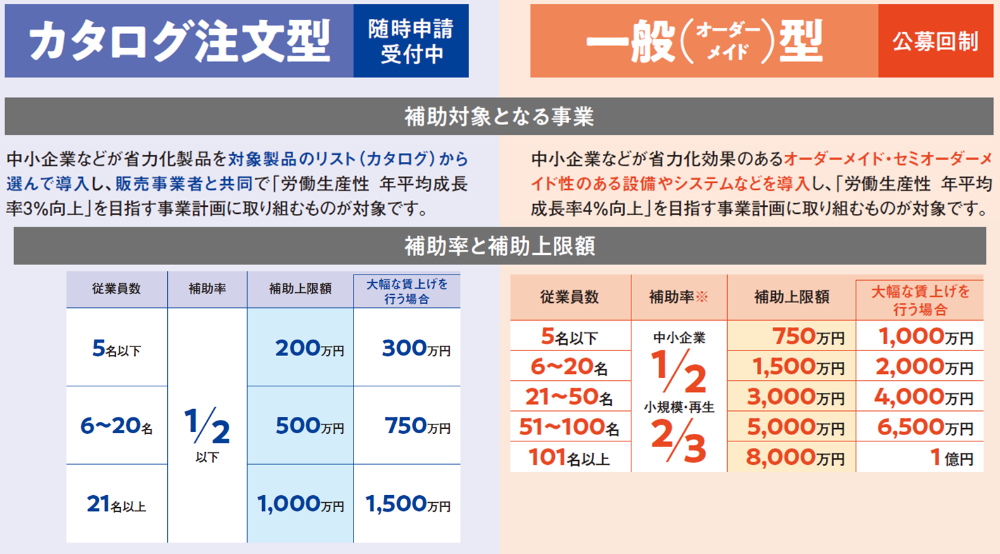 カタログ注文型
随時申請
受付中
一般(オーダーメイド)型
公募回制
補助対象となる事業
中小企業などが省力化製品を対象製品のリスト(カタログ)から
選んで導入し、販売事業者と共同で「労働生産性 年平均成長
率3%向上」を目指す事業計画に取り組むものが対象です。
中小企業などが省力化効果のあるオーダーメイド・セミオーダーメ
イド性のある設備やシステムなどを導入し、「労働生産性 年平均
成長率4%向上」を目指す事業計画に取り組むものが対象です。
補助率と補助上限額
従業員数 補助率 補助上限額 大幅な賃上げを
行う場合
5名以下 200万円 300万円
6～20名 1/2 500万円 750万円
以下
21名以上 1,000万円 1,500万円
従業員数 補助率※ 補助上限額 大幅な賃上げを
行う場合
5名以下 中小企業 750万円 1,000万円
6～20名 1/2 1,500万円 2,000万円
21～50名 小規模・再生 3,000万円 4,000万円
51～100名 2/3 5,000万円 6,500万円
101名以上 8,000万円 1億円